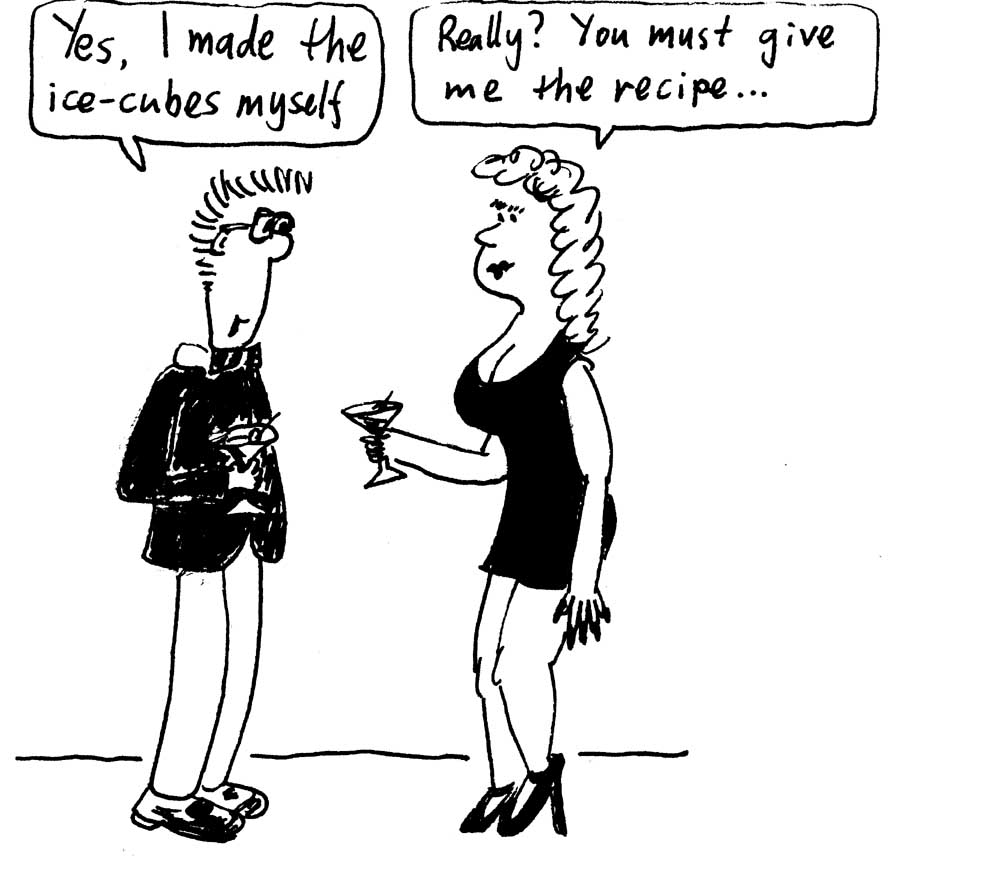 Yes, I made the
ice-cubes myself
Really? You must give
me the recipe...